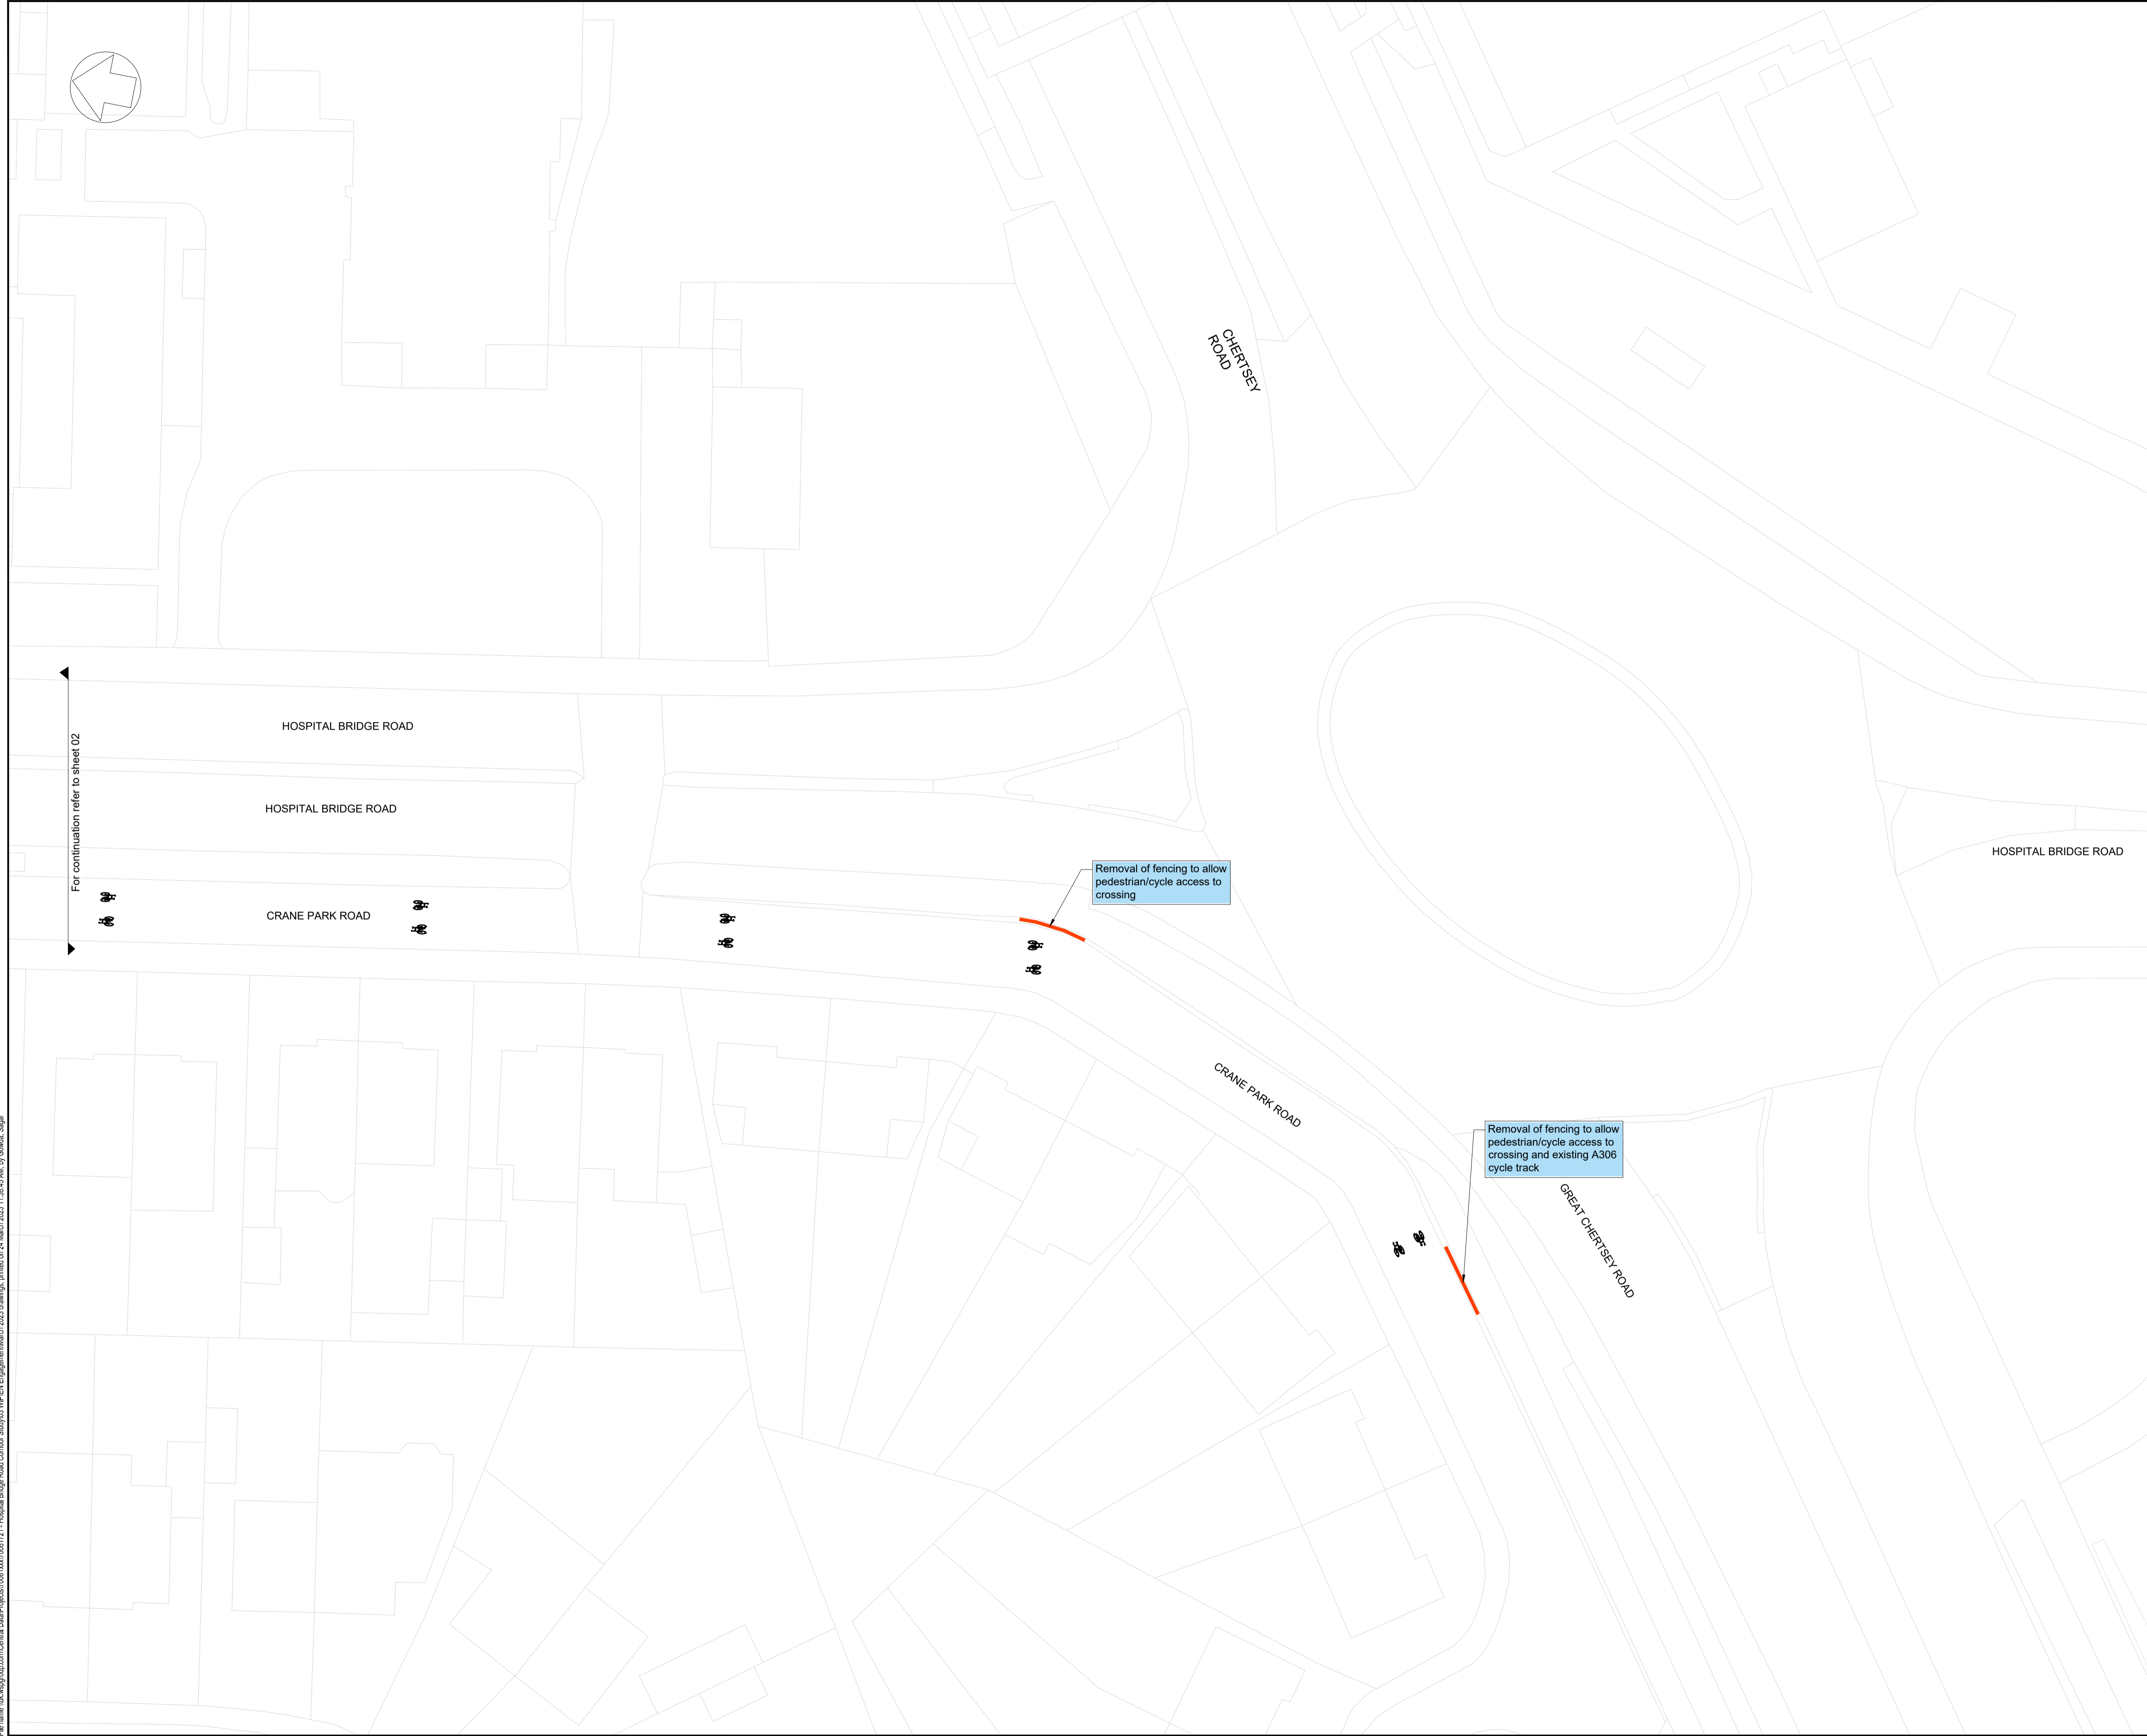 CHERTSEY
ROAD
HOSPITAL BRIDGE ROAD
For continuation refer to sheet 02
HOSPITAL BRIDGE ROAD
HOSPITAL BRIDGE ROAD
Removal of fencing to allow
pedestrian/cycle access to
crossing
CRANE PARK ROAD
CRANE PARK ROAD
Removal of fencing to allow
pedestrian/cycle access to
crossing and existing A306
cycle track
GREAT CHERTSEY ROAD